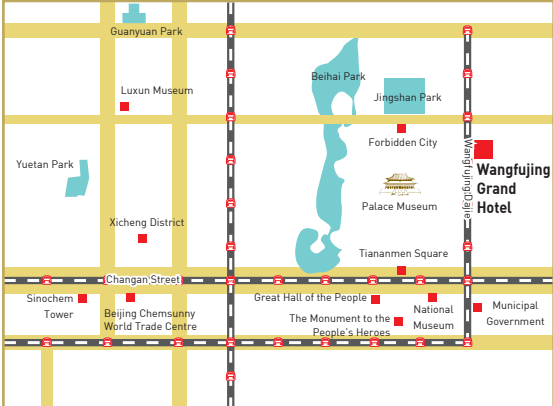 Guanyuan Park
Beihai Park
Luxun Museum
Jingshan Park
Forbidden City
Yuetan Park
Wangfujing Dajie
Wangfujing
Grand
Hotel
Palace Museum
Xicheng District
Tiananmen Square
Changan Street
Sinochem
Tower
Beijing Chemsunny
World Trade Centre
Great Hall of the People
The Monument to the
People's Heroes
National
Museum
Municipal
Government